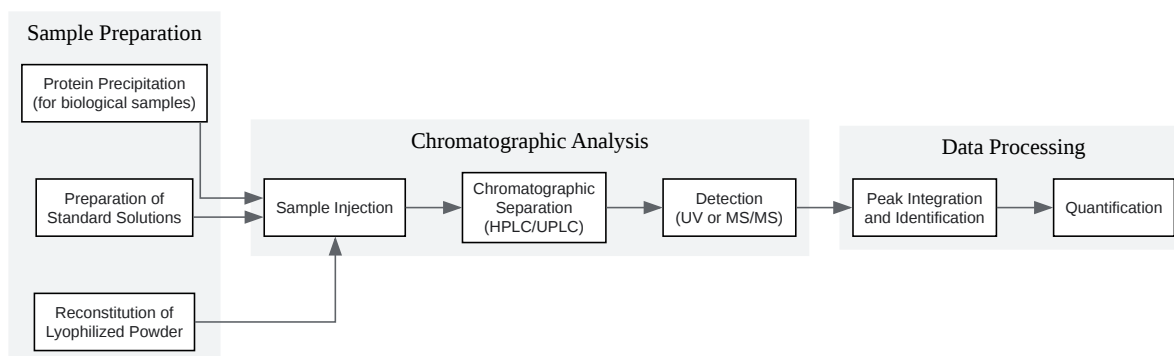 Sample Preparation
Protein Precipitation
(for biological samples)
Preparation of
Standard Solutions
Reconstitution of
Lyophilized Powder
Chromatographic Analysis
Sample Injection
Chromatographic
Separation
(HPLC/UPLC)
Detection
(UV or MS/MS)
Data Processing
Peak Integration
and Identification
Quantification